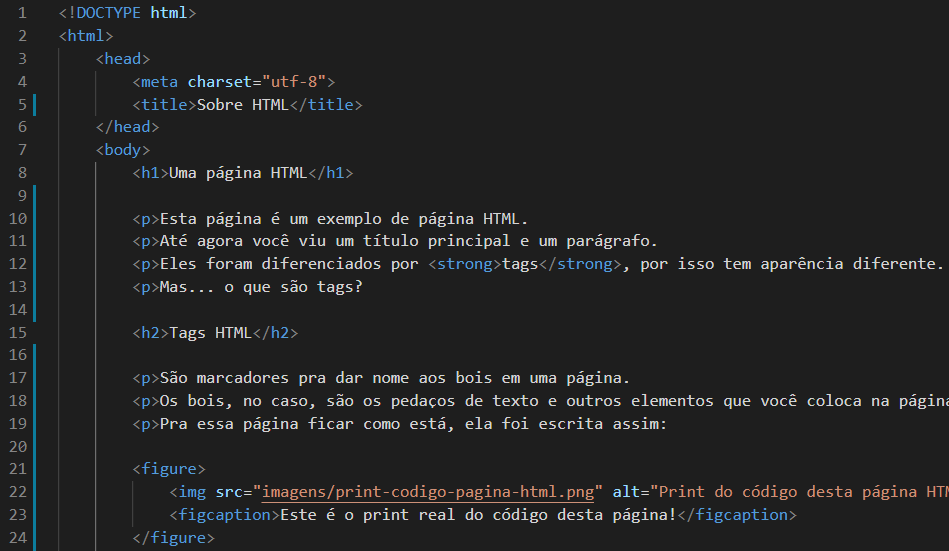 1 <!DOCTYPE html>
2 <html>
3 <head>
4 <meta charset="utf-8">
5 <title>Sobre HTML</title>
6 </head>
7 <body>
8 <h1>Uma página HTML</h1>
9
10 <p>Esta página é um exemplo de página HTML.
11 <p>Até agora você viu um título principal e um parágrafo.
12 <p>Eles foram diferenciados por <strong>tags</strong>, por isso tem aparência diferente.
13 <p>Mas... o que são tags?
14
15 <h2>Tags HTML</h2>
16
17 <p>São marcadores pra dar nome aos bois em uma página.
18 <p>Os bois, no caso, são os pedaços de texto e outros elementos que você coloca na página
19 <p>Pra essa página ficar como está, ela foi escrita assim:
20
21 <figure>
22 <img src="imagens/print-codigo-pagina-html.png" alt="Print do código desta página HTM
23 <figcaption>Este é o print real do código desta página!</figcaption>
24 </figure>